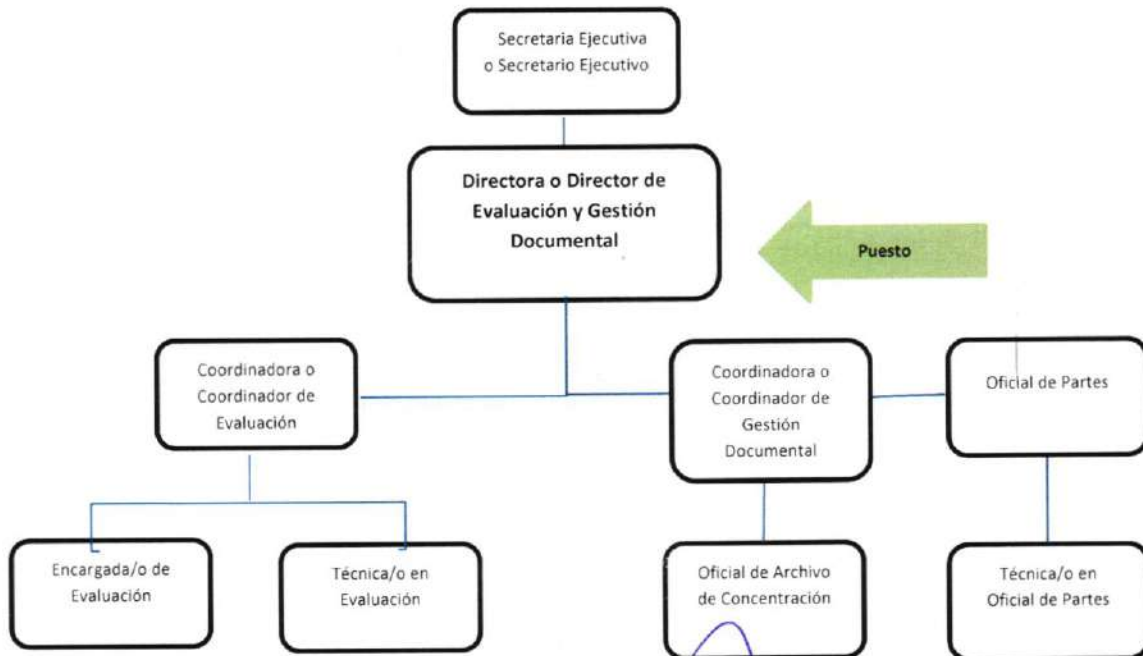 Secretaria Ejecutiva
o Secretario Ejecutivo
Directora o Director de
Evaluación y Gestión
Documental
Puesto
Coordinadora o
Coordinador de
Evaluación
Coordinadora o
Coordinador de
Gestión
Documental
Oficial de Partes
Encargada/o de
Evaluación
Técnica/o en
Evaluación
Oficial de Archivo
de Concentración
Técnica/o en
Oficial de Partes